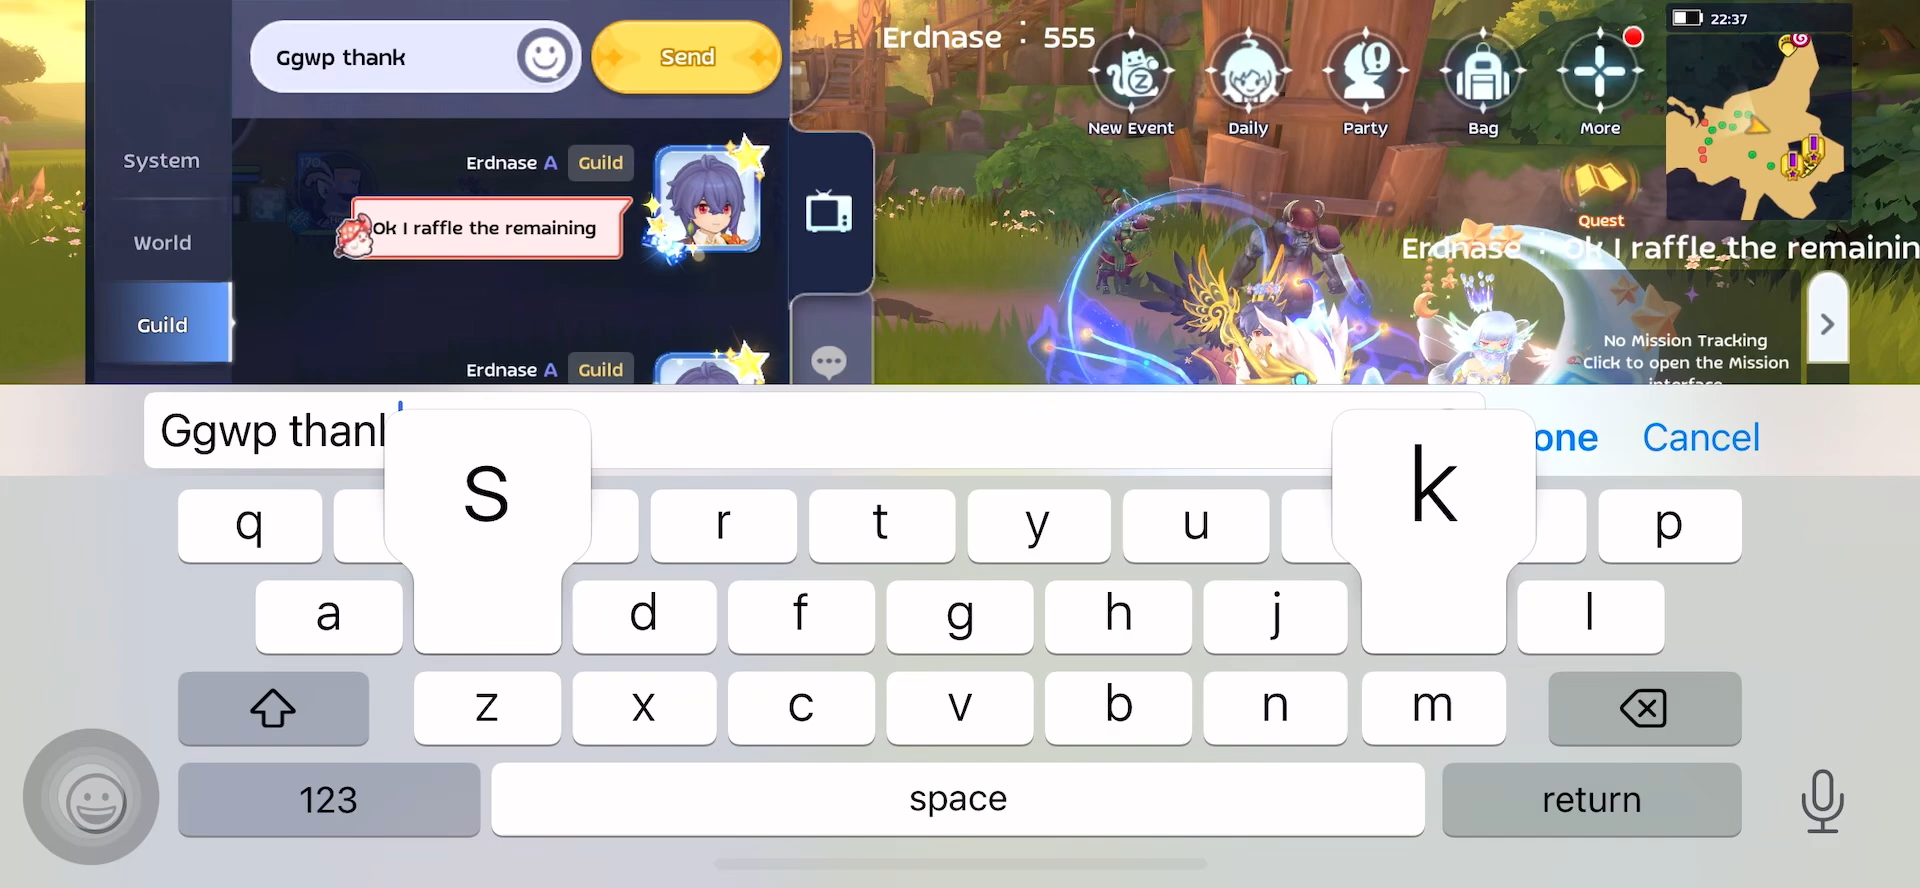 Ggwp thank
Send
Erdnase : 555
22:37
New Event
Daily
Party
Bag
More
System
World
Guild
Erdnase A Guild
Ok I raffle the remaining
Quest
Erdnase : Ok I raffle the remainin
Erdnase A Guild
No Mission Tracking
Click to open the Mission
interface
Ggwp thank
one
Cancel
s
k
q
r
t
y
u
p
a
d
f
g
h
j
l
z
x
c
v
b
n
m
123
space
return